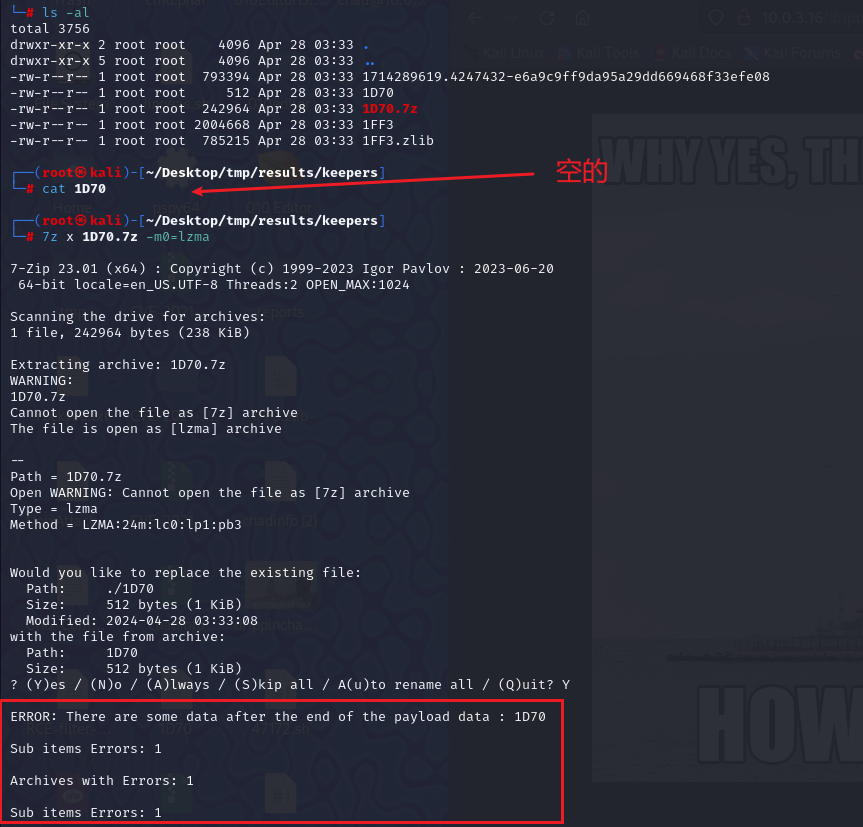 └─# ls -al
total 3756
drwxr-xr-x 2 root root    4096 Apr 28 03:33 .
drwxr-xr-x 5 root root    4096 Apr 28 03:33 ..
-rw-r--r-- 1 root root  793394 Apr 28 03:33 1714289619.4247432-e6a9c9ff9da95a29dd669468f33efe08
-rw-r--r-- 1 root root     512 Apr 28 03:33 1D70
-rw-r--r-- 1 root root  242964 Apr 28 03:33 1D70.7z
-rw-r--r-- 1 root root 2004668 Apr 28 03:33 1FF3
-rw-r--r-- 1 root root  785215 Apr 28 03:33 1FF3.zlib
┌──(root㉿kali)-[~/Desktop/tmp/results/keepers]
└─# cat 1D70
空的
WHY YES, TH
┌──(root㉿kali)-[~/Desktop/tmp/results/keepers]
└─# 7z x 1D70.7z -m0=lzma
7-Zip 23.01 (x64) : Copyright (c) 1999-2023 Igor Pavlov : 2023-06-20
 64-bit locale=en_US.UTF-8 Threads:2 OPEN_MAX:1024
Scanning the drive for archives:
1 file, 242964 bytes (238 KiB)
Extracting archive: 1D70.7z
WARNING:
1D70.7z
Cannot open the file as [7z] archive
The file is open as [lzma] archive
--
Path = 1D70.7z
Open WARNING: Cannot open the file as [7z] archive
Type = lzma
Method = LZMA:24m:lc0:lp1:pb3
Would you like to replace the existing file:
  Path:     ./1D70
  Size:     512 bytes (1 KiB)
  Modified: 2024-04-28 03:33:08
with the file from archive:
  Path:     1D70
  Size:     512 bytes (1 KiB)
? (Y)es / (N)o / (A)lways / (S)kip all / A(u)to rename all / (Q)uit? Y
HOW
ERROR: There are some data after the end of the payload data : 1D70
Sub items Errors: 1
Archives with Errors: 1
Sub items Errors: 1